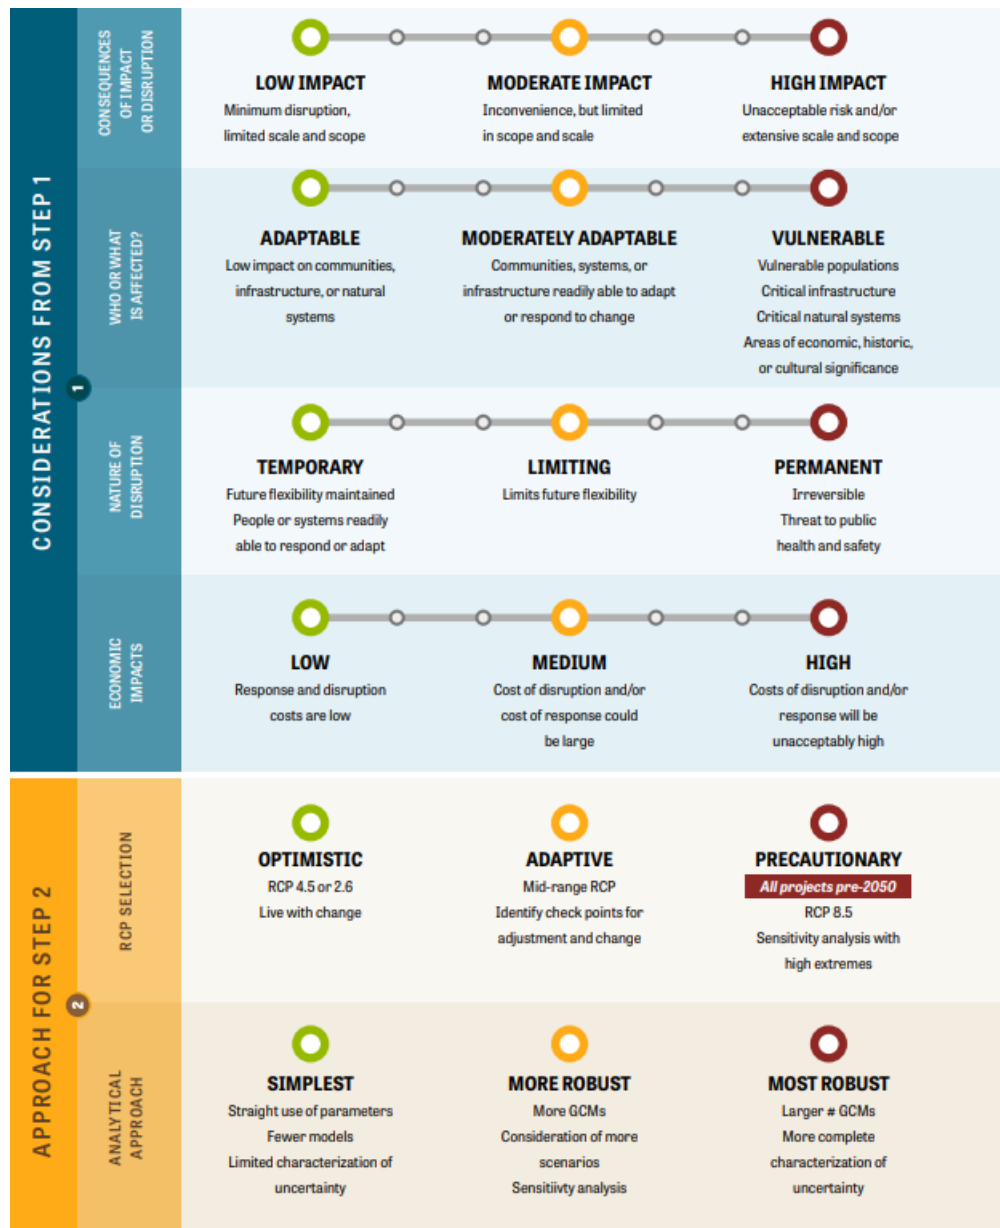 CONSIDERATIONS FROM STEP 1
1
CONSEQUENCES
OF IMPACT
OR DISRUPTION
LOW IMPACT
Minimum disruption,
limited scale and scope
MODERATE IMPACT
Inconvenience, but limited
in scope and scale
HIGH IMPACT
Unacceptable risk and/or
extensive scale and scope
WHO OR WHAT
IS AFFECTED?
ADAPTABLE
Low impact on communities,
infrastructure, or natural
systems
MODERATELY ADAPTABLE
Communities, systems, or
infrastructure readily able to adapt
or respond to change
VULNERABLE
Vulnerable populations
Critical infrastructure
Critical natural systems
Areas of economic, historic,
or cultural significance
NATURE OF
DISRUPTION
TEMPORARY
Future flexibility maintained
People or systems readily
able to respond or adapt
LIMITING
Limits future flexibility
PERMANENT
Irreversible
Threat to public
health and safety
ECONOMIC
IMPACTS
LOW
Response and disruption
costs are low
MEDIUM
Cost of disruption and/or
cost of response could
be large
HIGH
Costs of disruption and/or
response will be
unacceptably high
APPROACH FOR STEP 2
2
RCP SELECTION
OPTIMISTIC
RCP 4.5 or 2.6
Live with change
ADAPTIVE
Mid-range RCP
Identify check points for
adjustment and change
PRECAUTIONARY
All projects pre-2050
RCP 8.5
Sensitivity analysis with
high extremes
ANALYTICAL
APPROACH
SIMPLEST
Straight use of parameters
Fewer models
Limited characterization of
uncertainty
MORE ROBUST
More GCMs
Consideration of more
scenarios
Sensitiivty analysis
MOST ROBUST
Larger # GCMs
More complete
characterization of
uncertainty